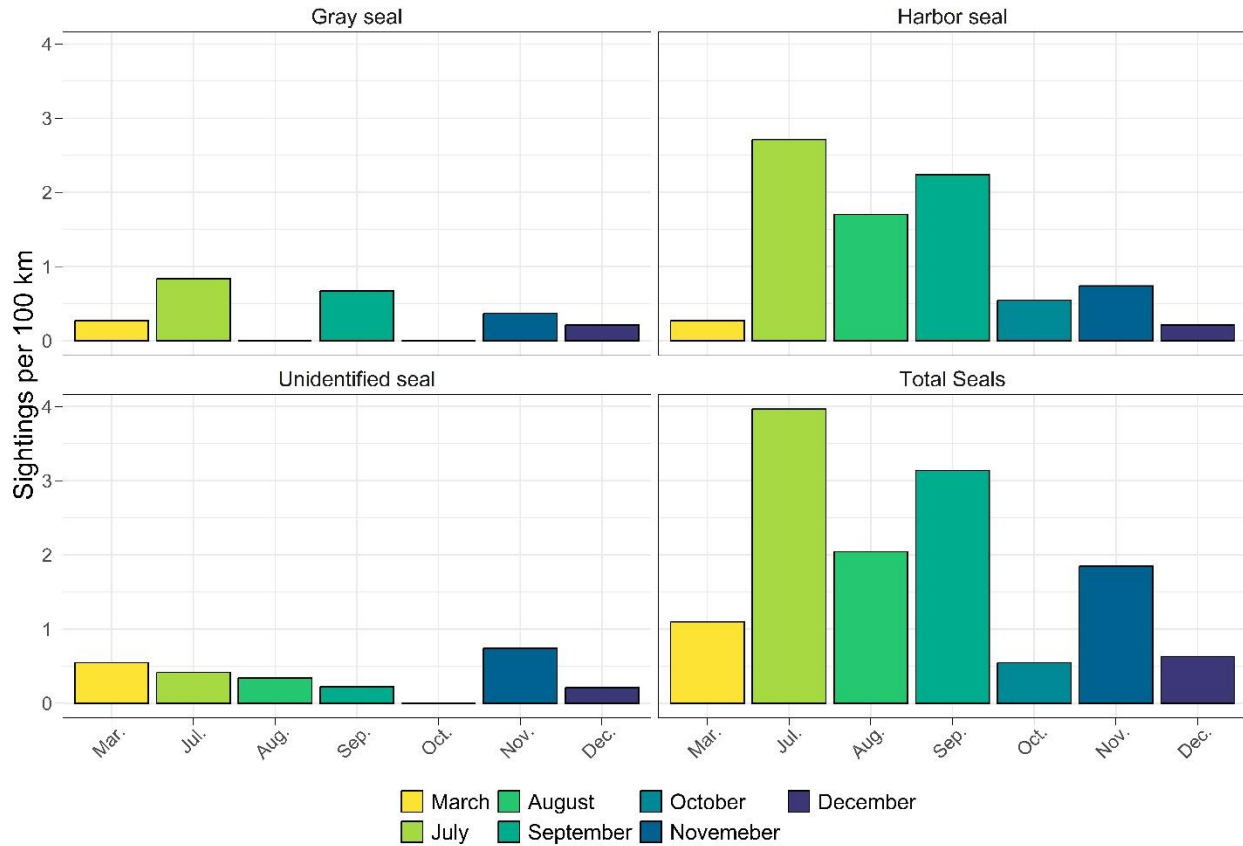 Gray seal
Harbor seal
4
3
2
1
0
Unidentified seal
Total Seals
4
3
2
1
0
Sightings per 100 km
Mar. Jul. Aug. Sep. Oct. Nov. Dec.
Mar. Jul. Aug. Sep. Oct. Nov. Dec.
March August October December
July September Novemeber